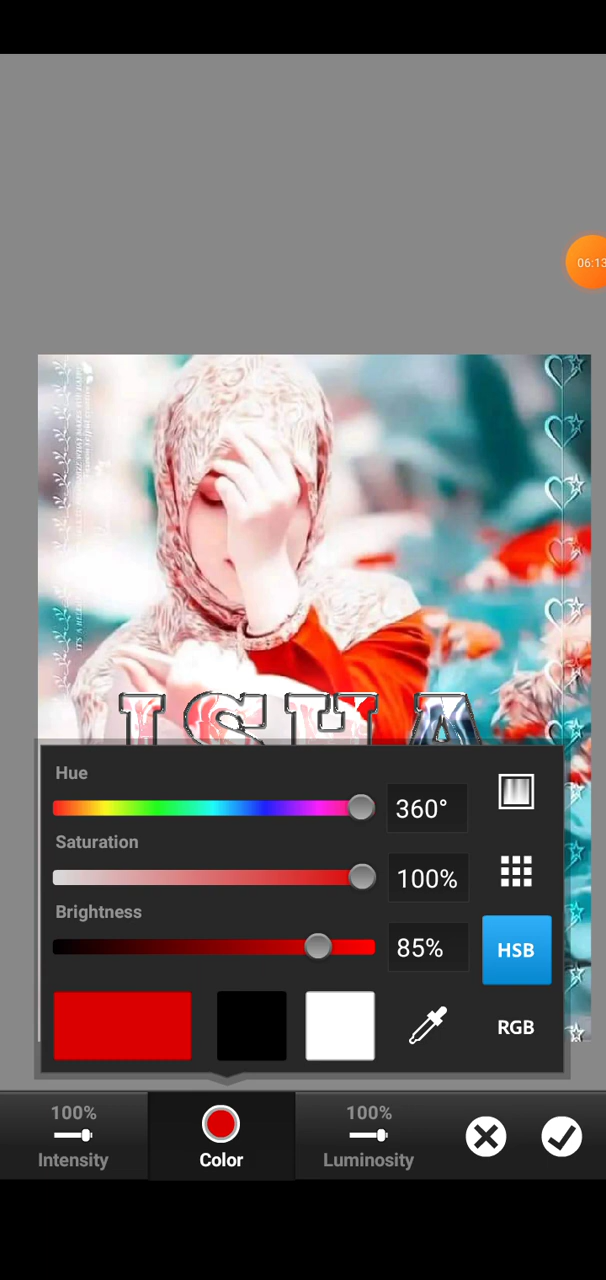 06:13
ISHA
Hue
360°
Saturation
100%
Brightness
85%
HSB
RGB
100%
100%
Intensity
Color
Luminosity